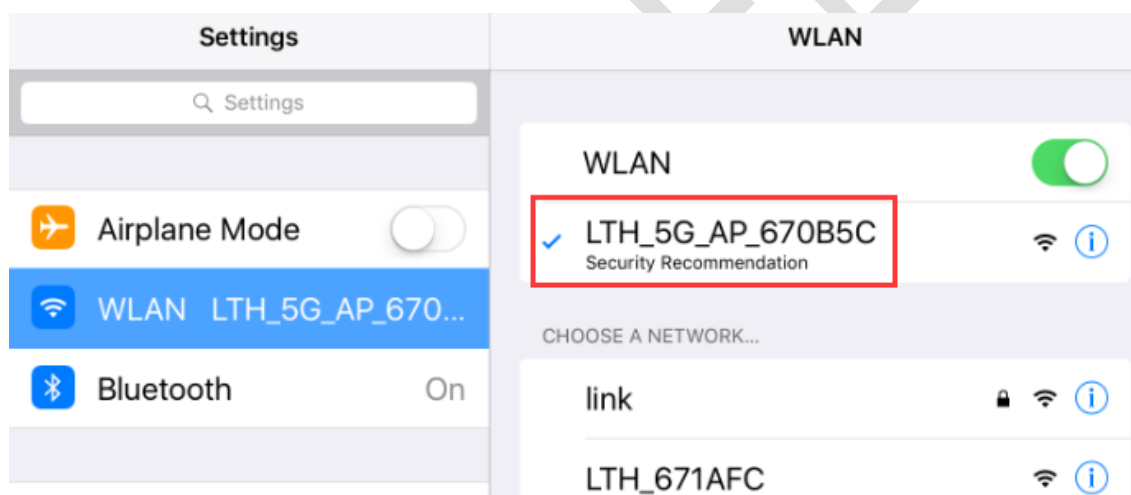 Settings
Settings
Airplane Mode
WLAN LTH_5G_AP_670...
Bluetooth On
WLAN
WLAN
LTH_5G_AP_670B5C
Security Recommendation
CHOOSE A NETWORK...
link
LTH_671AFC